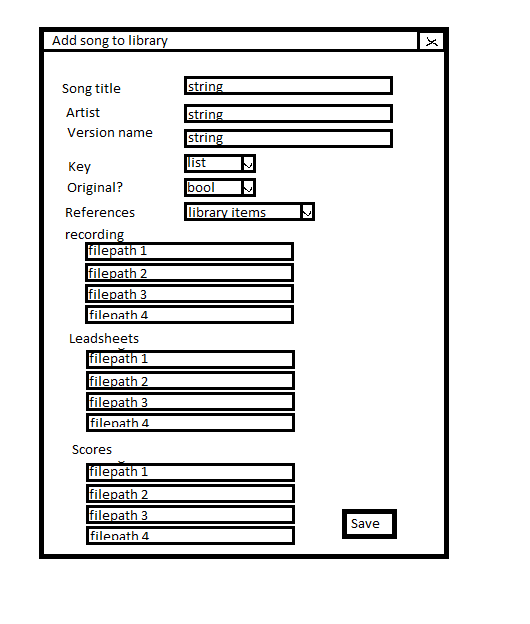 Add song to library
Song title string
Artist string
Version name string
Key list
Original? bool
References library items
recording
filepath 1
filepath 2
filepath 3
filepath 4
Leadsheets
filepath 1
filepath 2
filepath 3
filepath 4
Scores
filepath 1
filepath 2
filepath 3
filepath 4
Save